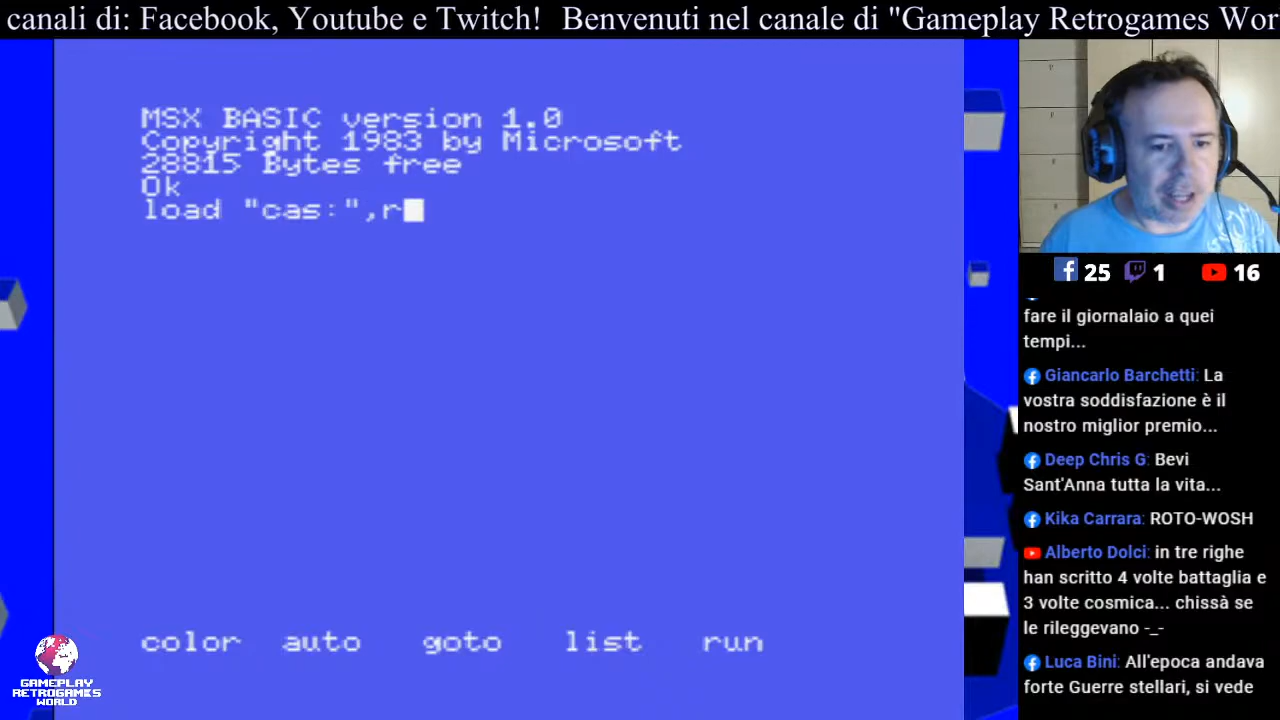 canali di: Facebook, Youtube e Twitch!  Benvenuti nel canale di "Gameplay Retrogames Wor
MSX BASIC version 1.0
Copyright 1983 by Microsoft
28815 Bytes free
Ok
load "cas:",r
color auto goto list run
25 1 16
fare il giornalaio a quei
tempi...
Giancarlo Barchetti: La
vostra soddisfazione è il
nostro miglior premio...
Deep Chris G: Bevi
Sant'Anna tutta la vita...
Kika Carrara: ROTO-WOSH
Alberto Dolci: in tre righe
han scritto 4 volte battaglia e
3 volte cosmica... chissà se
le rileggevano -_-
Luca Bini: All'epoca andava
forte Guerre stellari, si vede
GAMEPLAY
RETROGAMES
WORLD